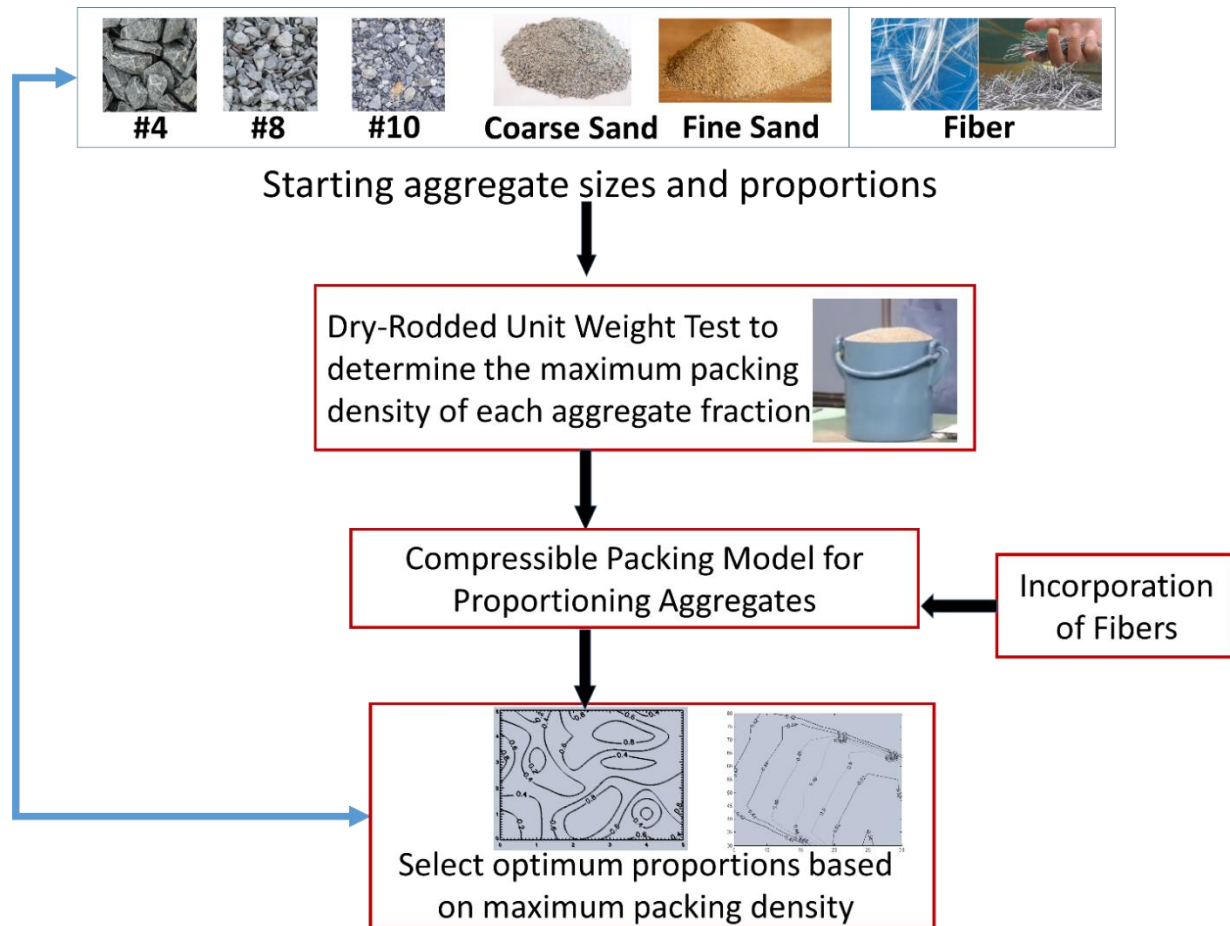 #4 #8 #10 Coarse Sand Fine Sand Fiber
Starting aggregate sizes and proportions
Dry-Rodded Unit Weight Test to
determine the maximum packing
density of each aggregate fraction
Compressible Packing Model for
Proportioning Aggregates
Incorporation
of Fibers
Select optimum proportions based
on maximum packing density